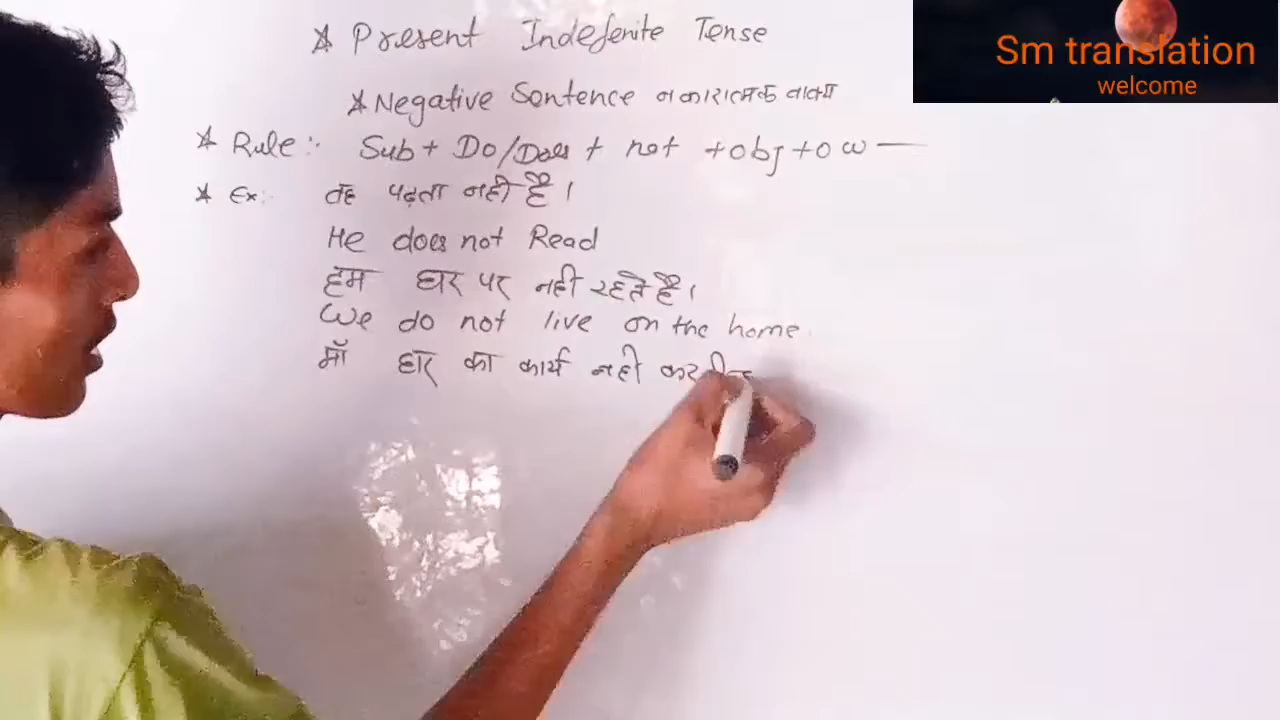 Sm translation
welcome
* Present Indefenite Tense
* Negative Sentence नकारात्मक वाक्य
* Rule:- Sub + Do/Does + not + obj + o w —
* Ex:- वह पढ़ता नही है।
He does not Read
हम घर पर नही रहते है।
We do not live on the home.
माँ घर का कार्य नही